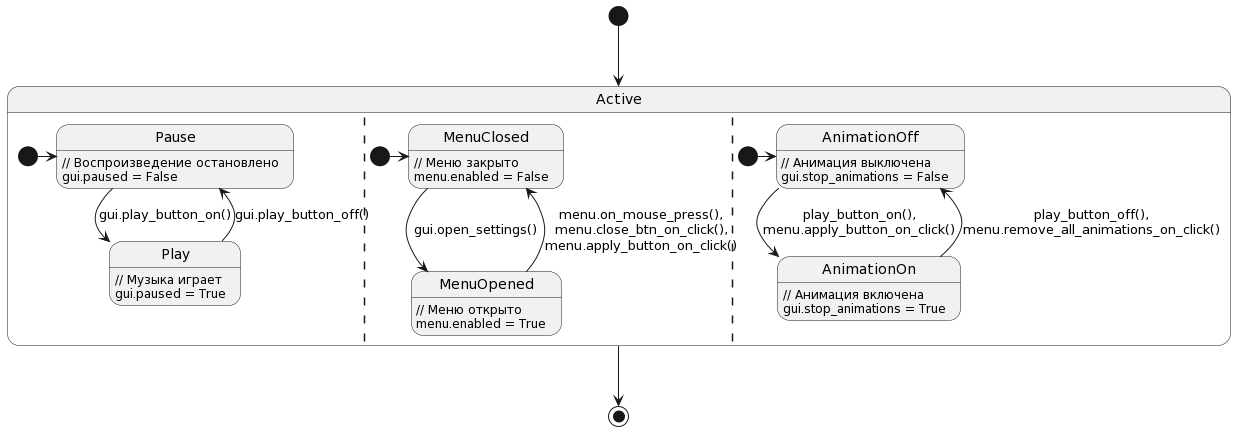 Active
Pause
// Воспроизведение остановлено
gui.paused = False
gui.play_button_on()
gui.play_button_off()
Play
// Музыка играет
gui.paused = True
MenuClosed
// Меню закрыто
menu.enabled = False
gui.open_settings()
menu.on_mouse_press(),
menu.close_btn_on_click(),
menu.apply_button_on_click()
MenuOpened
// Меню открыто
menu.enabled = True
AnimationOff
// Анимация выключена
gui.stop_animations = False
play_button_on(),
menu.apply_button_on_click()
play_button_off(),
menu.remove_all_animations_on_click()
AnimationOn
// Анимация включена
gui.stop_animations = True